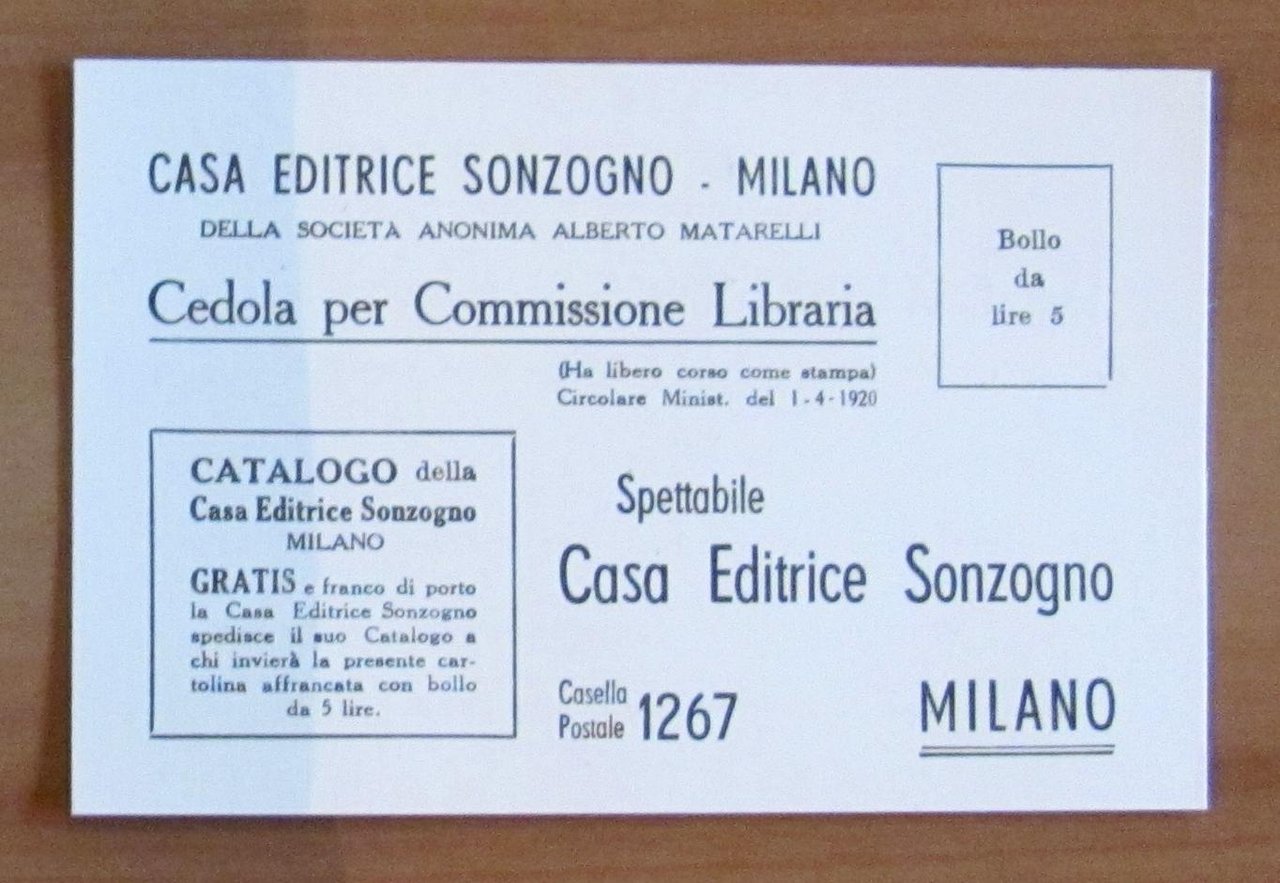 CASA EDITRICE SONZOGNO - MILANO
DELLA SOCIETÀ ANONIMA ALBERTO MATARELLI
Cedola per Commissione Libraria
(Ha libero corso come stampa)
Circolare Minist. del 1-4-1920
Bollo
da
lire 5
CATALOGO della
Casa Editrice Sonzogno
MILANO
GRATIS e franco di porto
la Casa Editrice Sonzogno
spedisce il suo Catalogo a
chi invierà la presente car-
tolina affrancata con bollo
da 5 lire.
Spettabile
Casa Editrice Sonzogno
Casella
Postale 1267
MILANO